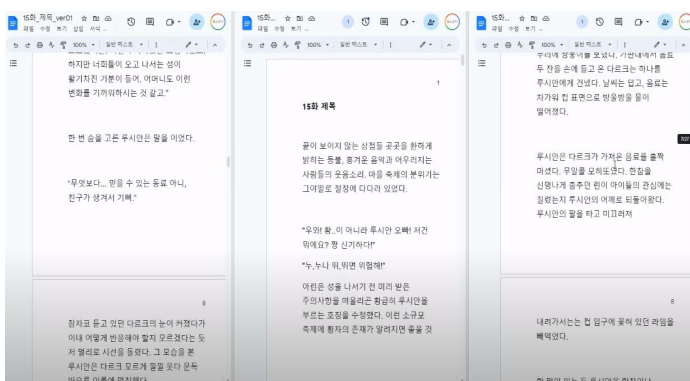 15화_제목_ver01
파일 수정 보기 삽입 서식 ...
100%
일반 텍스트
하지만 너희들이 오고 나서는 성이
활기차진 기분이 들어, 어머니도 이런
변화를 기꺼워하시는 것 같고."
한 번 숨을 고른 루시안은 말을 이었다.
"무엇보다... 믿을 수 있는 동료 아니,
친구가 생겨서 기뻐."
9
잠자코 듣고 있던 다르크의 눈이 커졌다가
이내 어떻게 반응해야 할지 모르겠다는 듯
저 멀리로 시선을 돌렸다. 그 모습을 본
루시안은 다르크 모르게 낄낄 웃다 문득
15화...
파일 수정 보기 ...
1
100%
일반 텍스트
1
15화 제목
끝이 보이지 않는 상점들 곳곳을 환하게
밝히는 등불, 흥겨운 음악과 어우러지는
사람들의 웃음소리. 마을 축제의 분위기는
그야말로 절정에 다다라 있었다.
"우와! 황..이 아니라 루시안 오빠! 저건
뭐에요? 짱 신기하다!"
"누,누나 뛰,뛰면 위험해!"
아린은 성을 나서기 전 미리 받은
주의사항을 떠올리곤 황급히 루시안을
부르는 호칭을 수정했다. 이런 소규모
축제에 황자의 존재가 알려지면 좋을 것
15화...
파일 수정 보기 ...
1
100%
일반 텍스트
두 잔을 손에 들고 온 다르크는 하나를
루시안에게 건넸다. 날씨는 덥고, 음료는
차가워 컵 표면으로 방울방울 물이
떨어졌다.
루시안은 다르크가 가져온 음료를 홀짝
마셨다. 무알콜 모히또였다. 한참을
신명나게 춤추던 린이 아이들의 관심에는
질렸는지 루시안의 어깨로 되돌아왔다.
루시안의 팔을 타고 미끄러져
8
내려가서는 컵 입구에 꽂혀 있던 라임을
빼먹었다.